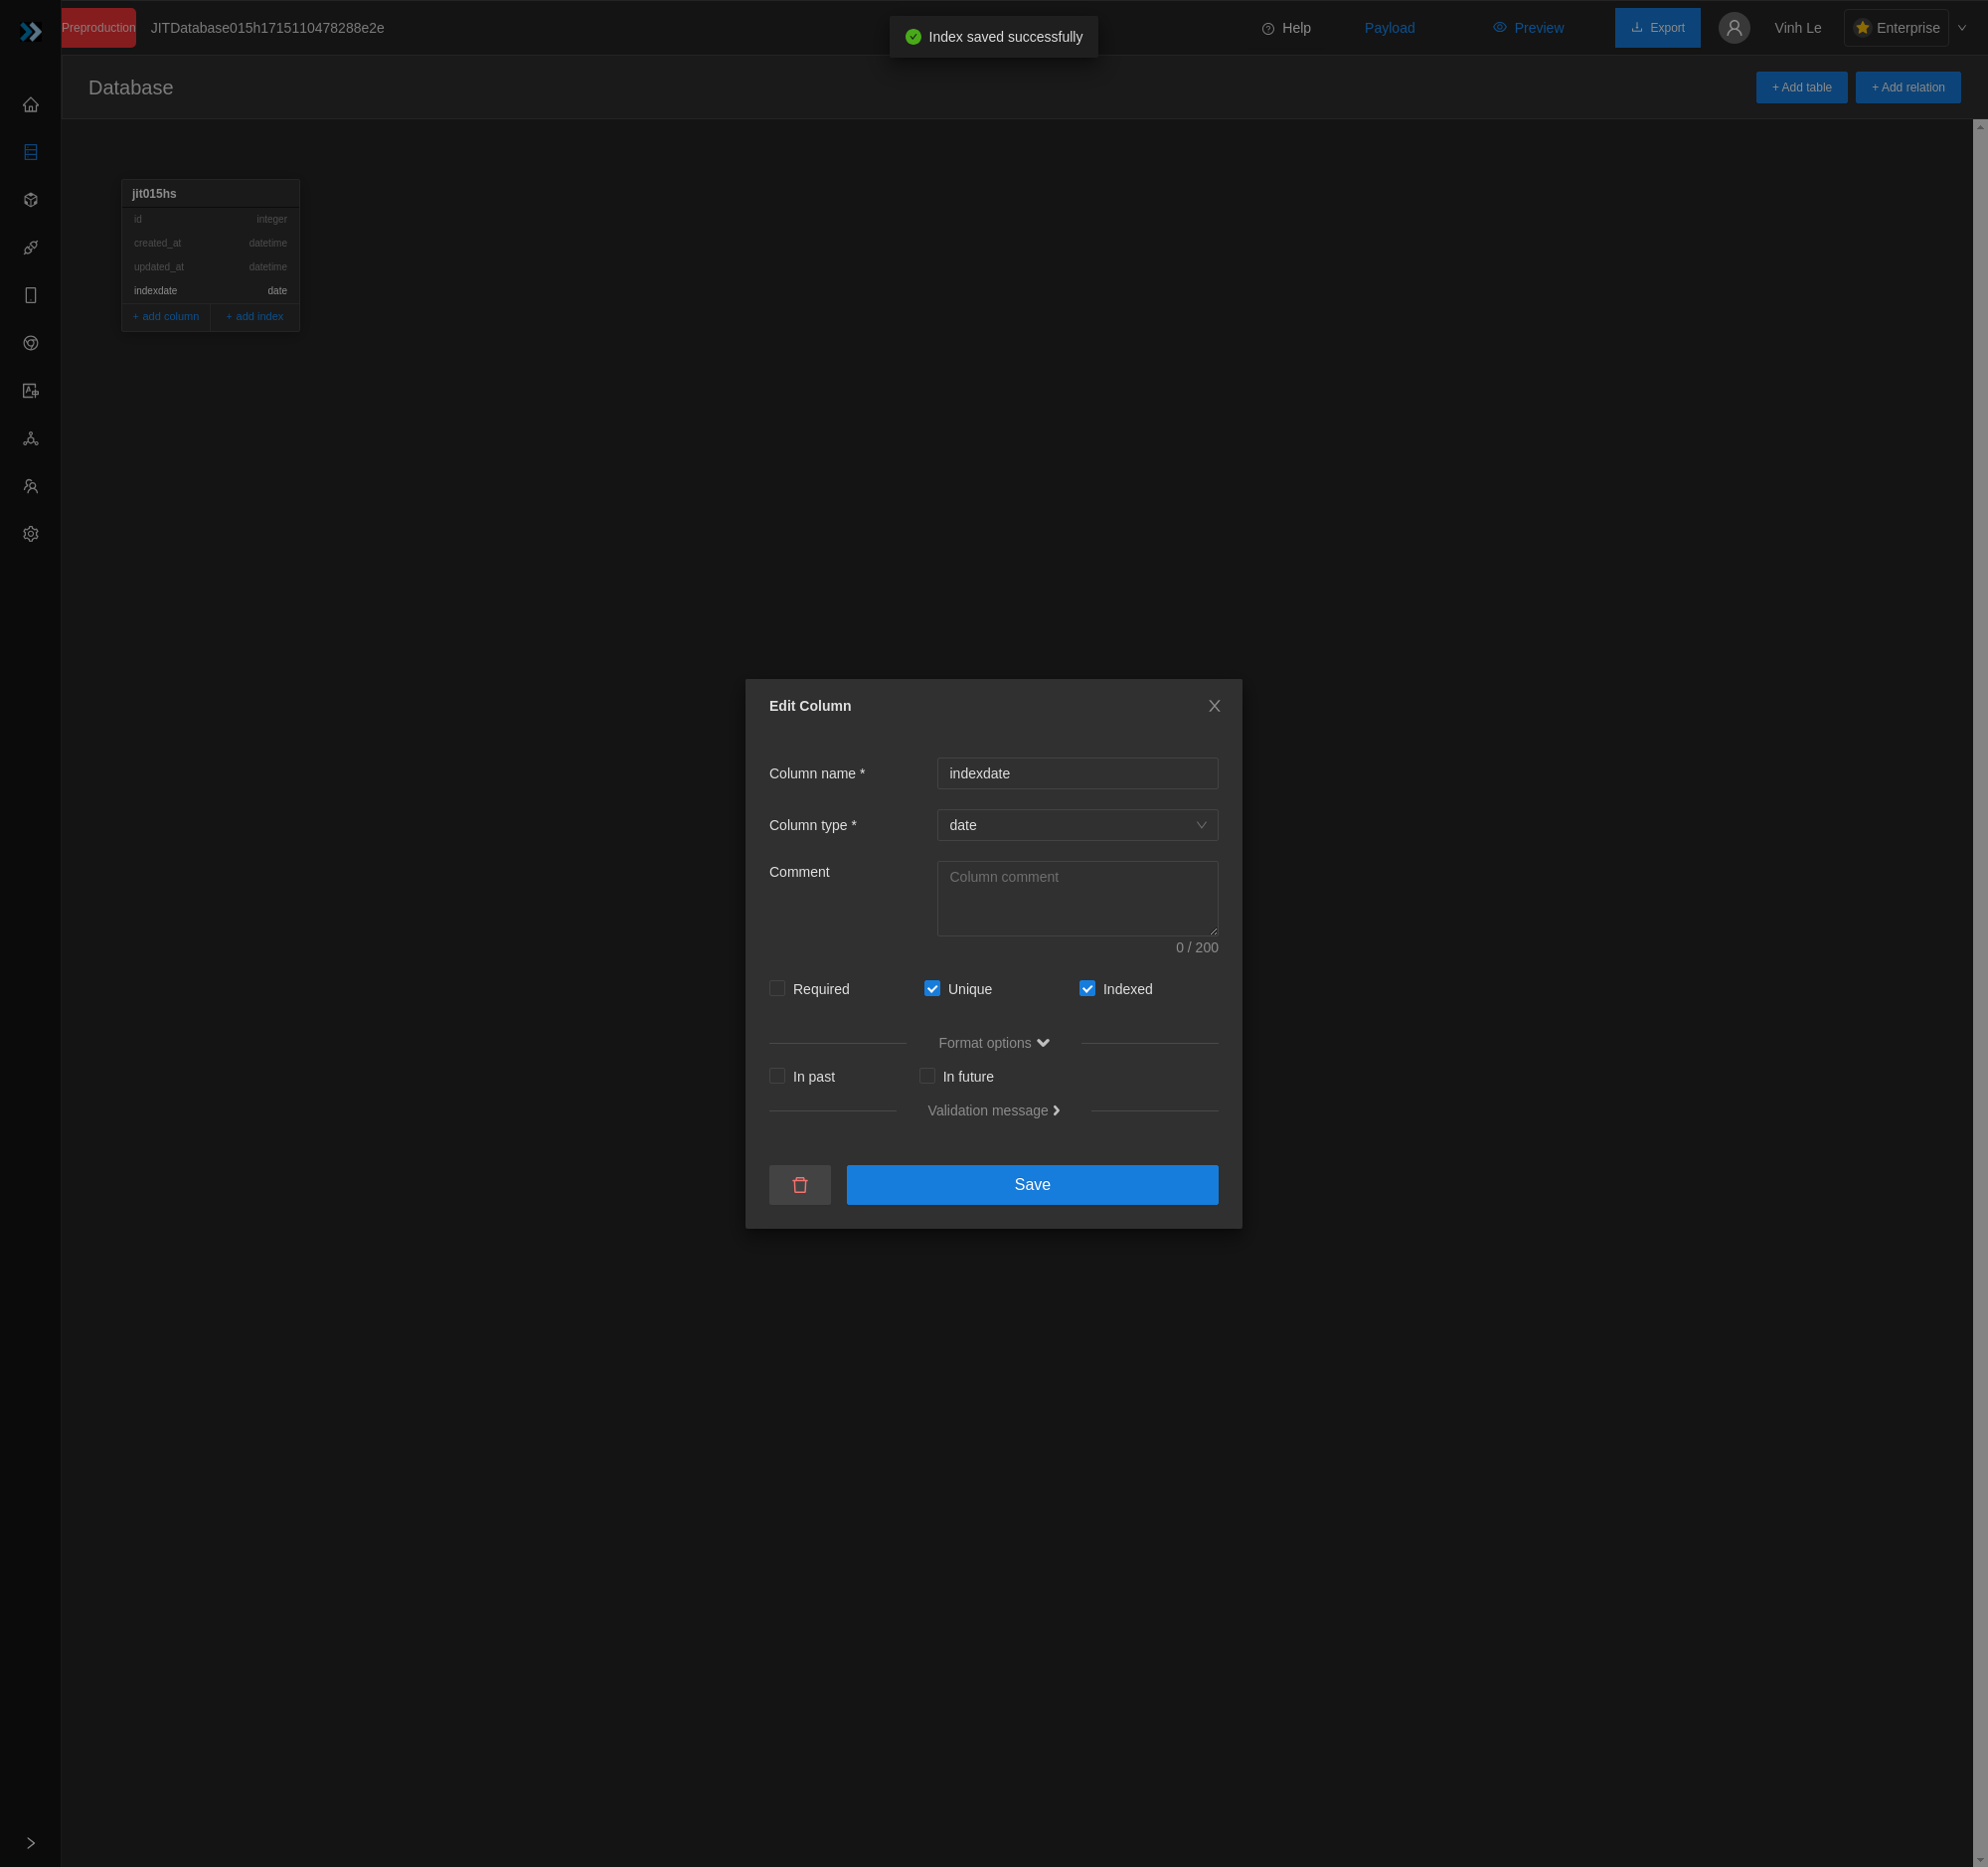 Preproduction JITDatabase015h1715110478288e2e Index saved successfully Help Payload Preview Export Vinh Le Enterprise
Database + Add table + Add relation
jit015hs
id integer
created_at datetime
updated_at datetime
indexdate date
+ add column + add index
Edit Column
Column name * indexdate
Column type * date
Comment Column comment
0 / 200
Required Unique Indexed
Format options
In past In future
Validation message
Save